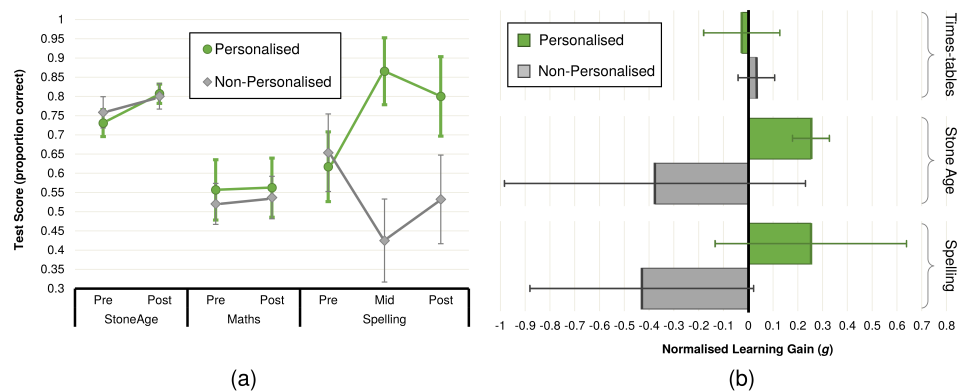 1
0.95
0.9
0.85
0.8
0.75
0.7
0.65
0.6
0.55
0.5
0.45
0.4
0.35
0.3
Test Score (proportion correct)
Personalised
Non-Personalised
Pre Post Pre Post Pre Mid Post
StoneAge Maths Spelling
(a)
Personalised
Non-Personalised
Times-tables
Stone Age
Spelling
-1 -0.9 -0.8 -0.7 -0.6 -0.5 -0.4 -0.3 -0.2 -0.1 0 0.1 0.2 0.3 0.4 0.5 0.6 0.7 0.8
Normalised Learning Gain (g)
(b)